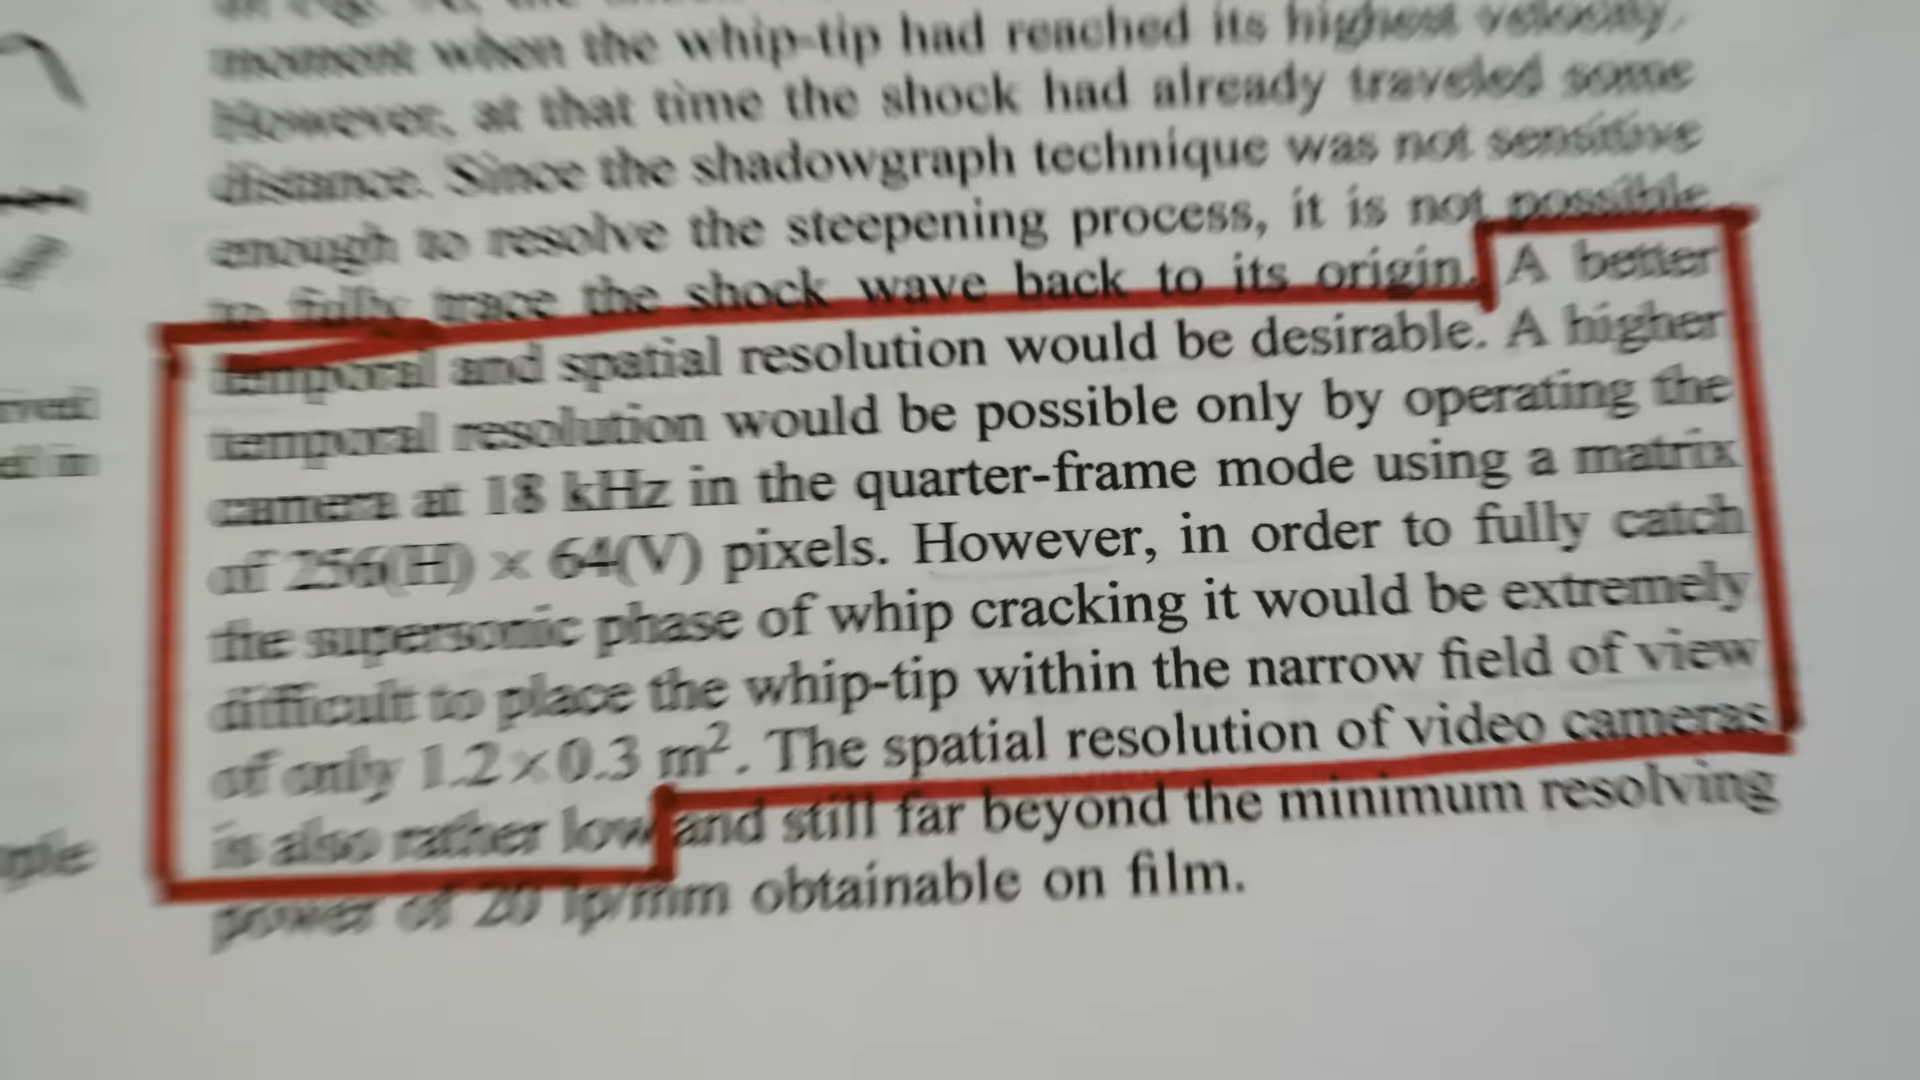 moment when the whip-tip had reached its highest velocity.
However, at that time the shock had already traveled some
distance. Since the shadowgraph technique was not sensitive
enough to resolve the steepening process, it is not possible
to fully trace the shock wave back to its origin. A better
temporal and spatial resolution would be desirable. A higher
temporal resolution would be possible only by operating the
camera at 18 kHz in the quarter-frame mode using a matrix
of 256(H) × 64(V) pixels. However, in order to fully catch
the supersonic phase of whip cracking it would be extremely
difficult to place the whip-tip within the narrow field of view
of only 1.2×0.3 m². The spatial resolution of video cameras
is also rather low and still far beyond the minimum resolving
power of 20 lp/mm obtainable on film.